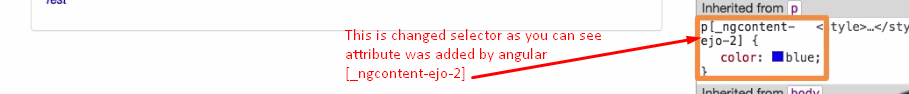 Test
This is changed selector as you can see
attribute was added by angular
[_ngcontent-ejo-2]
Inherited from p
p[_ngcontent- <style>…</sty
ejo-2] {
color: blue;
}
Inherited from body